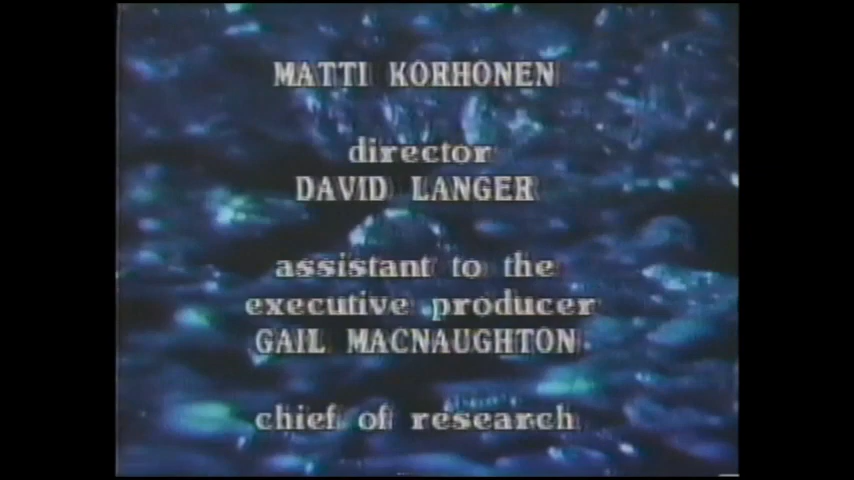 MATTI KORHONEN
director
DAVID LANGER
assistant to the
executive producer
GAIL MACNAUGHTON
chief of research